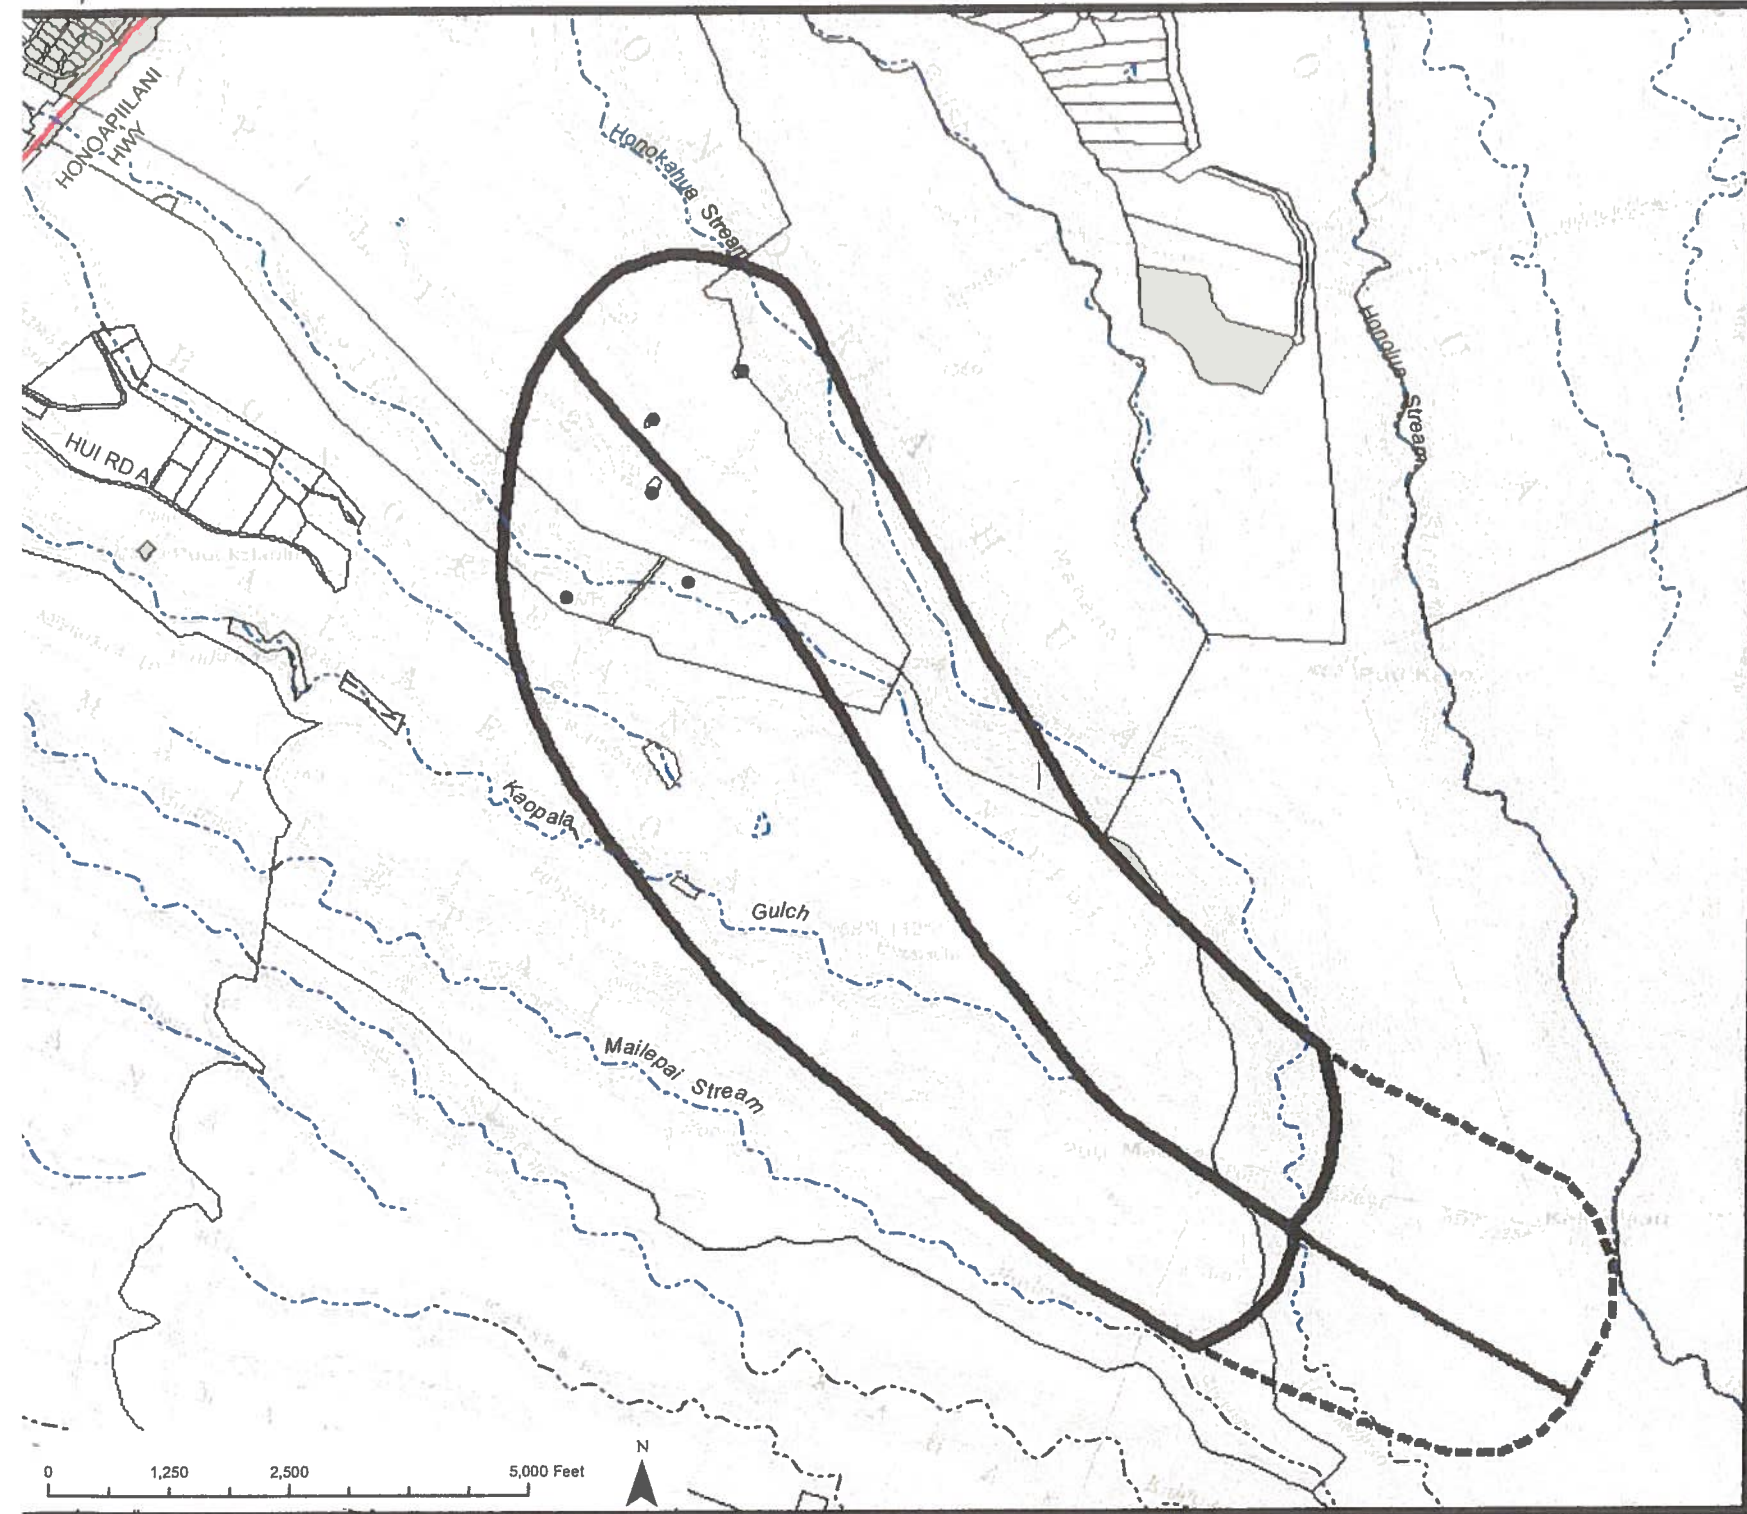 HONOAPIILANI
HWY
Honokahua Stream
Honolua Stream
HUI RD A
Kaopala
Gulch
Mailepai Stream
N
0 1,250 2,500 5,000 Feet